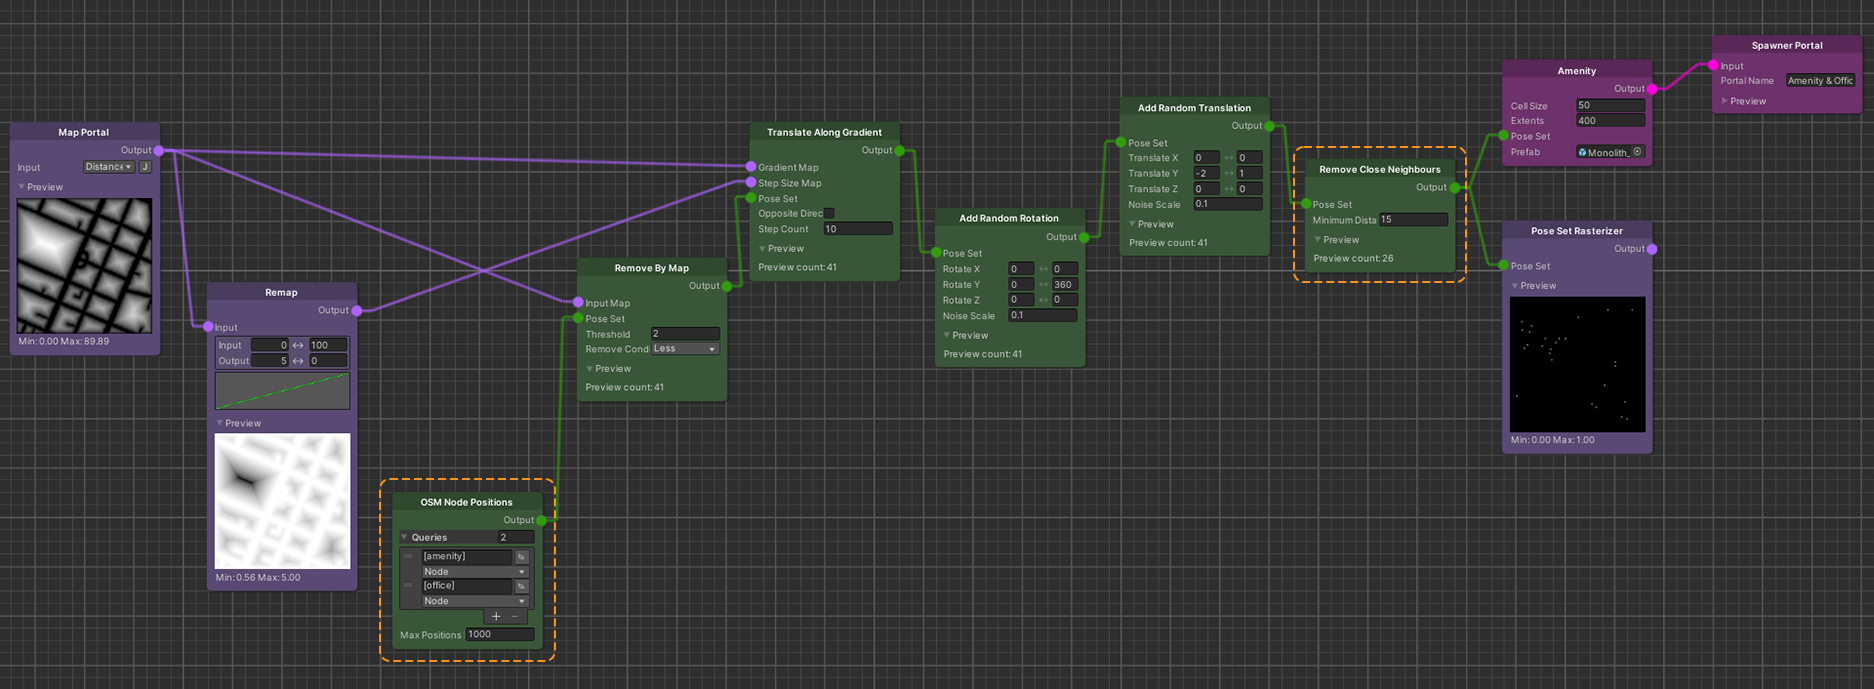 Map Portal
Output
Input Distance J
Preview
Min: 0.00 Max: 89.89
Remap
Output
Input
Input 0 ↔ 100
Output 5 ↔ 0
Preview
Min: 0.56 Max: 5.00
OSM Node Positions
Output
Queries 2
[amenity]
Node
[office]
Node
+ −
Max Positions 1000
Remove By Map
Output
Input Map
Pose Set
Threshold 2
Remove Cond Less
Preview
Preview count: 41
Translate Along Gradient
Output
Gradient Map
Step Size Map
Pose Set
Opposite Direc
Step Count 10
Preview
Preview count: 41
Add Random Rotation
Output
Pose Set
Rotate X 0 ↔ 0
Rotate Y 0 ↔ 360
Rotate Z 0 ↔ 0
Noise Scale 0.1
Preview
Preview count: 41
Add Random Translation
Output
Pose Set
Translate X 0 ↔ 0
Translate Y -2 ↔ 1
Translate Z 0 ↔ 0
Noise Scale 0.1
Preview
Preview count: 41
Remove Close Neighbours
Output
Pose Set
Minimum Dista 15
Preview
Preview count: 26
Amenity
Output
Cell Size 50
Extents 400
Pose Set
Prefab Monolith_
Spawner Portal
Input
Portal Name Amenity & Offic
Preview
Pose Set Rasterizer
Output
Pose Set
Preview
Min: 0.00 Max: 1.00